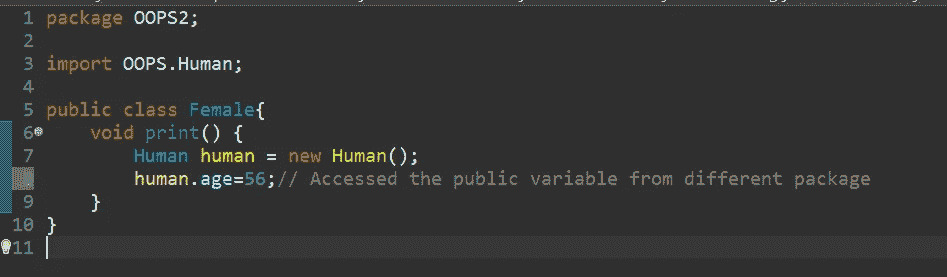 1 package OOPS2;
2
3 import OOPS.Human;
4
5 public class Female{
6     void print() {
7         Human human = new Human();
        human.age=56;// Accessed the public variable from different package
9     }
10 }
11